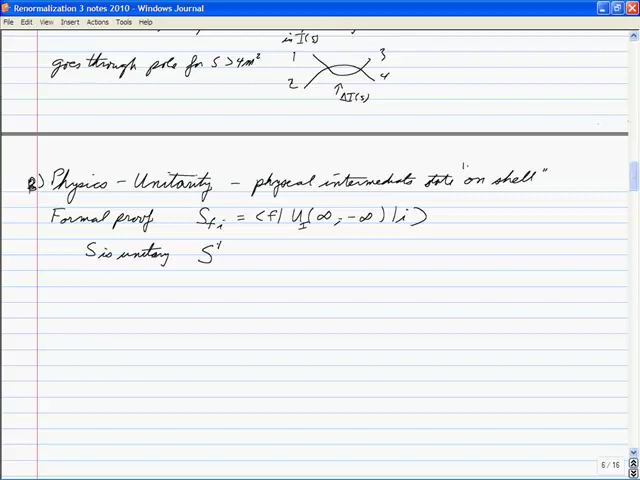 Renormalization 3 notes 2010 - Windows Journal
File Edit View Insert Actions Tools Help
in I(s)
goes through pole for s > 4m²
1 3
2 4
↑ ΔI(s)
2) Physics - Unitarity - physical intermediate state "on shell"
Formal proof S_fi = <f| U_I(∞, -∞) |i>
S is unitary S†
6 / 16